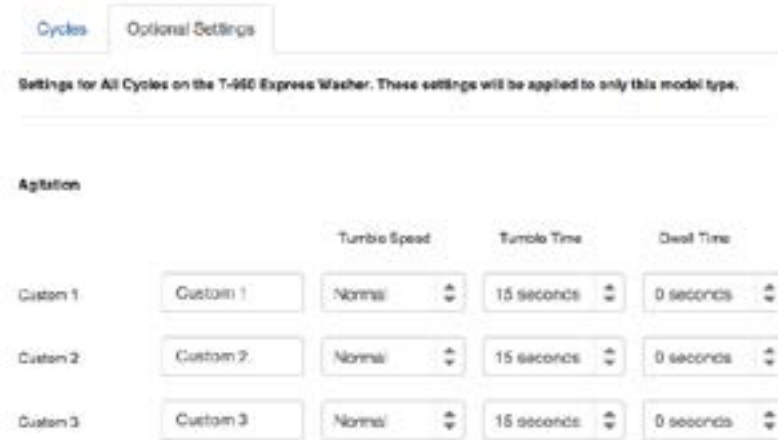 Cycles Optional Settings
Settings for All Cycles on the T-950 Express Washer. These settings will be applied to only this model type.
Agitation
Tumble Speed Tumble Time Dwell Time
Custom 1 Custom 1 Normal 15 seconds 0 seconds
Custom 2 Custom 2 Normal 15 seconds 0 seconds
Custom 3 Custom 3 Normal 15 seconds 0 seconds